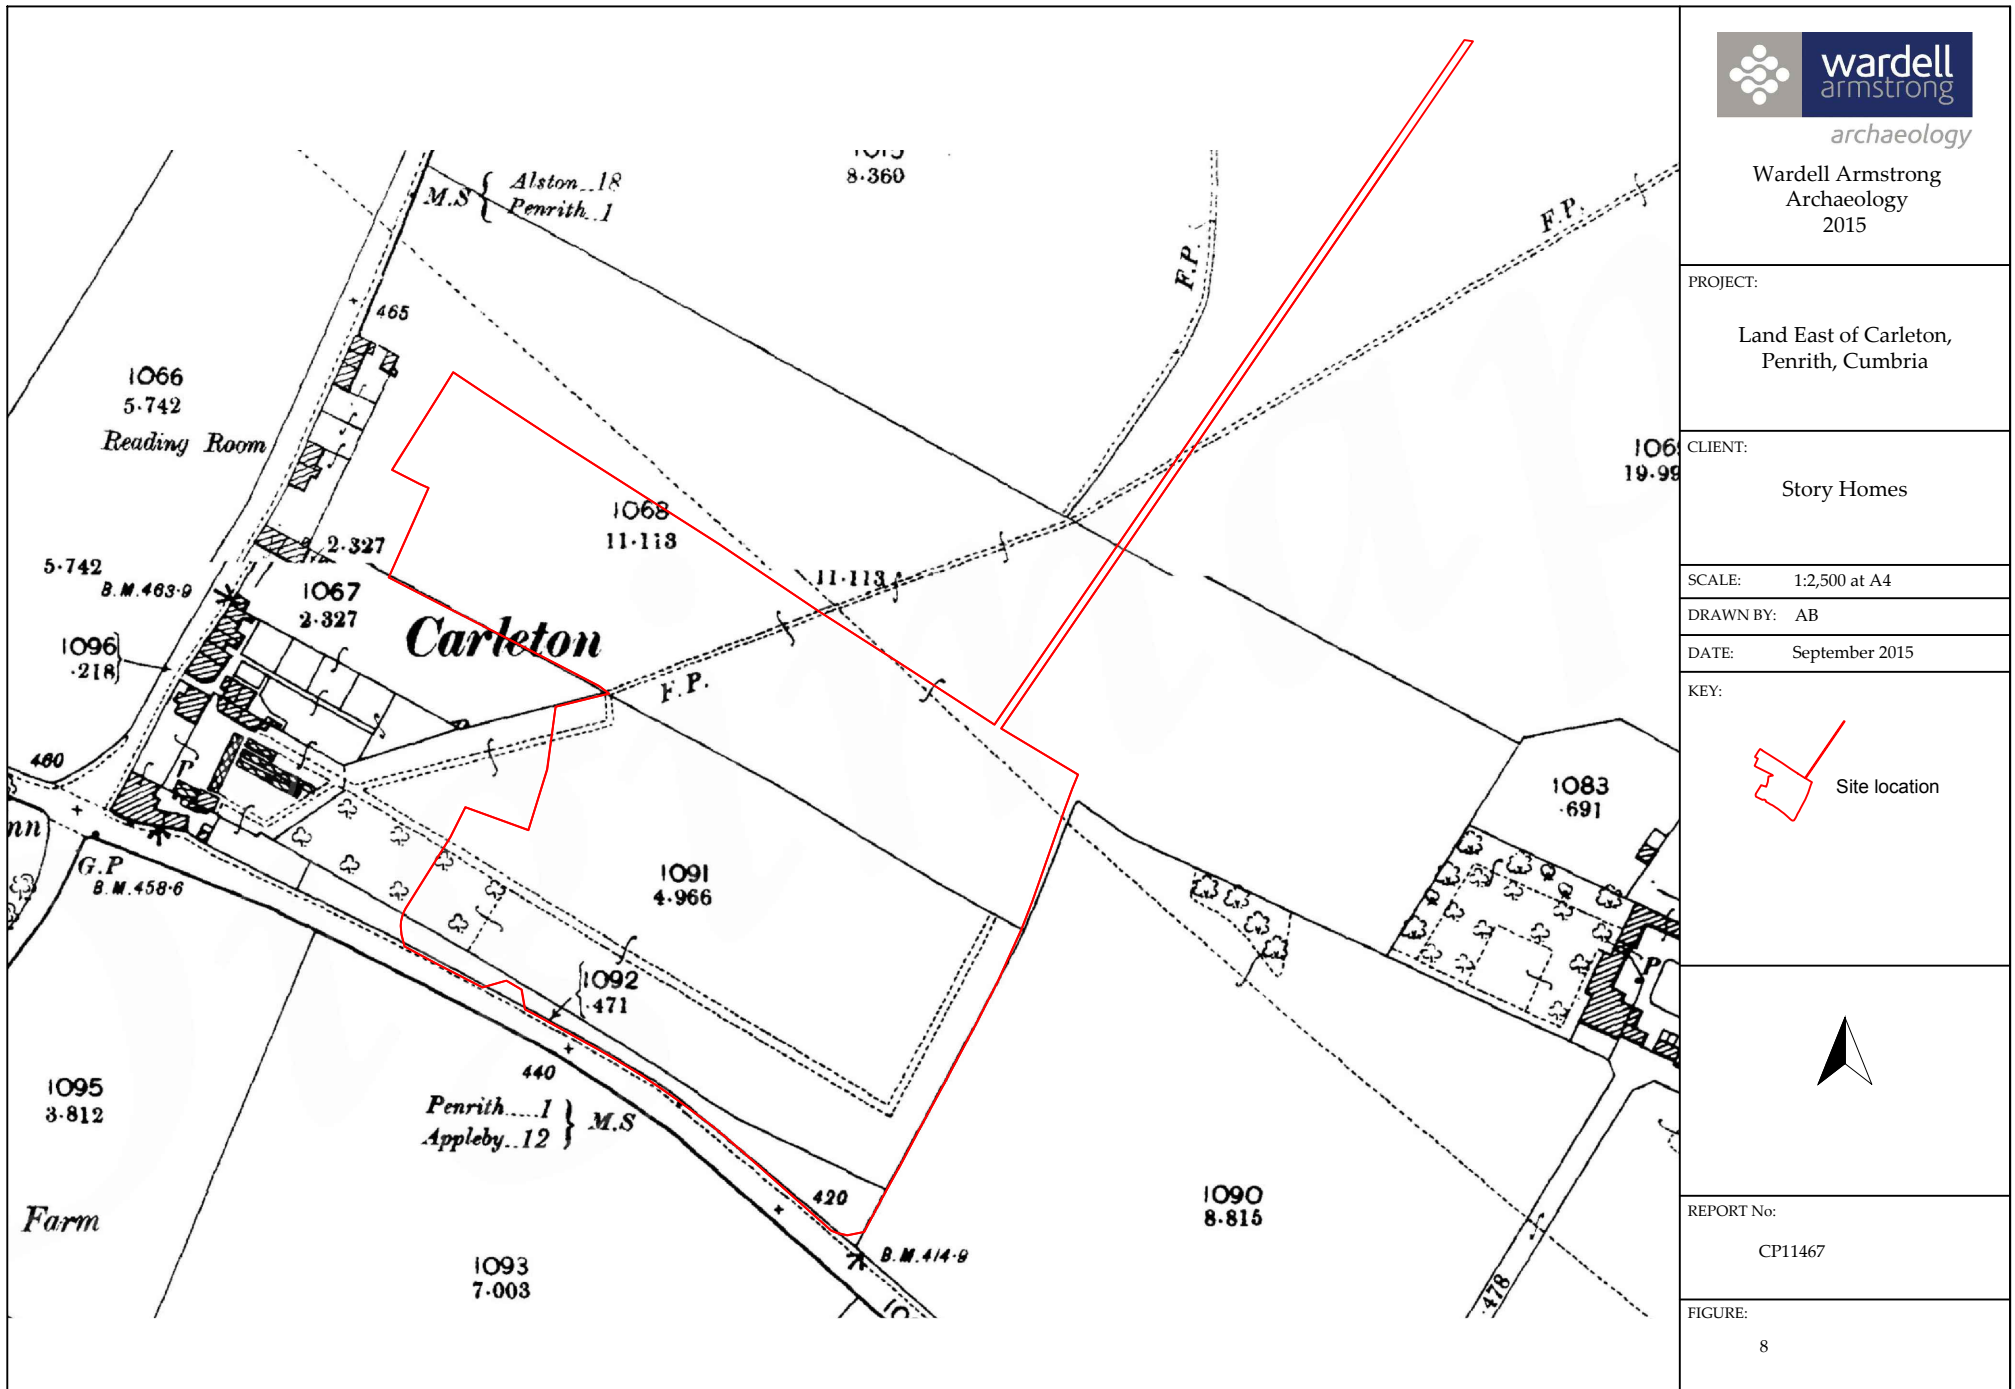 Alston 18
M.S
Penrith 1
8.360
F.P.
F.P.
465
1066
5.742
Reading Room
1068
11.113
19.99
2.327
5.742
B.M.463.9
1067
2.327
11.113
Carleton
1096
.218
F.P.
460
P
1083
.691
G.P
B.M.458.6
1091
4.966
1092
.471
P
440
1095
3.812
Penrith 1
M.S
Appleby 12
420
1090
8.815
Farm
B.M.414.9
1093
7.003
.478
wardell
armstrong
archaeology
Wardell Armstrong
Archaeology
2015
PROJECT:
Land East of Carleton,
Penrith, Cumbria
CLIENT:
Story Homes
SCALE: 1:2,500 at A4
DRAWN BY: AB
DATE: September 2015
KEY:
Site location
REPORT No:
CP11467
FIGURE:
8